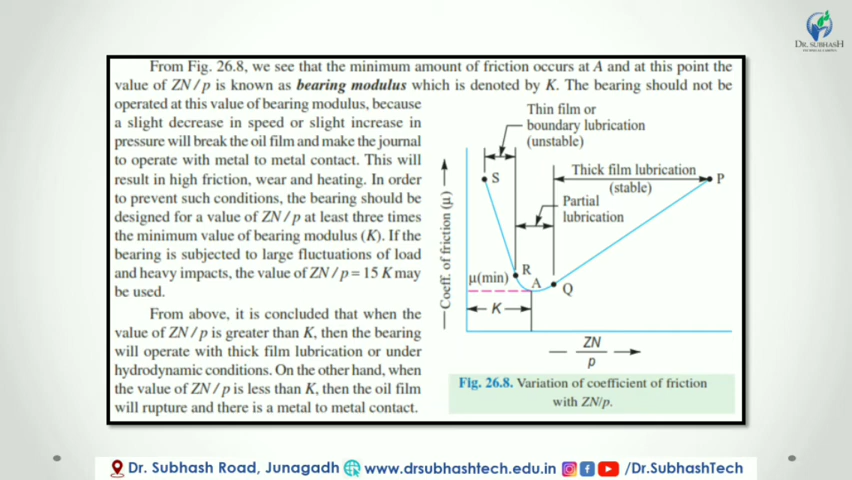 DR. SUBHASH
From Fig. 26.8, we see that the minimum amount of friction occurs at A and at this point the
value of ZN / p is known as bearing modulus which is denoted by K. The bearing should not be
operated at this value of bearing modulus, because
a slight decrease in speed or slight increase in
pressure will break the oil film and make the journal
to operate with metal to metal contact. This will
result in high friction, wear and heating. In order
to prevent such conditions, the bearing should be
designed for a value of ZN / p at least three times
the minimum value of bearing modulus (K). If the
bearing is subjected to large fluctuations of load
and heavy impacts, the value of ZN / p = 15 K may
be used.
From above, it is concluded that when the
value of ZN / p is greater than K, then the bearing
will operate with thick film lubrication or under
hydrodynamic conditions. On the other hand, when
the value of ZN / p is less than K, then the oil film
will rupture and there is a metal to metal contact.
Thin film or
boundary lubrication
(unstable)
Thick film lubrication
(stable)
S
P
Partial
lubrication
Coeff. of friction (μ)
R
μ(min)
A
Q
K
ZN
p
Fig. 26.8. Variation of coefficient of friction
with ZN/p.
Dr. Subhash Road, Junagadh www.drsubhashtech.edu.in /Dr.SubhashTech